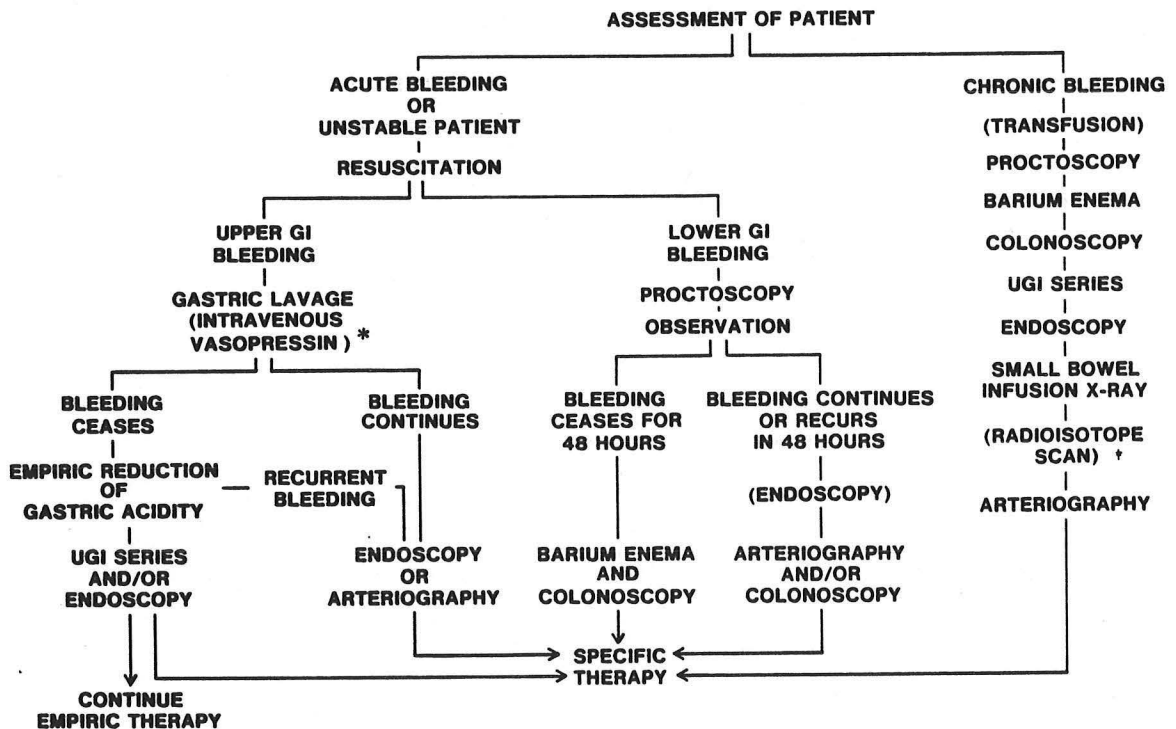 ASSESSMENT OF PATIENT
ACUTE BLEEDING
OR
UNSTABLE PATIENT
RESUSCITATION
UPPER GI
BLEEDING
GASTRIC LAVAGE
(INTRAVENOUS
VASOPRESSIN) *
BLEEDING
CEASES
EMPIRIC REDUCTION
OF
GASTRIC ACIDITY
UGI SERIES
AND/OR
ENDOSCOPY
CONTINUE
EMPIRIC THERAPY
RECURRENT
BLEEDING
BLEEDING
CONTINUES
ENDOSCOPY
OR
ARTERIOGRAPHY
LOWER GI
BLEEDING
PROCTOSCOPY
OBSERVATION
BLEEDING
CEASES FOR
48 HOURS
BARIUM ENEMA
AND
COLONOSCOPY
BLEEDING CONTINUES
OR RECURS
IN 48 HOURS
(ENDOSCOPY)
ARTERIOGRAPHY
AND/OR
COLONOSCOPY
SPECIFIC
THERAPY
CHRONIC BLEEDING
(TRANSFUSION)
PROCTOSCOPY
BARIUM ENEMA
COLONOSCOPY
UGI SERIES
ENDOSCOPY
SMALL BOWEL
INFUSION X-RAY
(RADIOISOTOPE
SCAN) †
ARTERIOGRAPHY